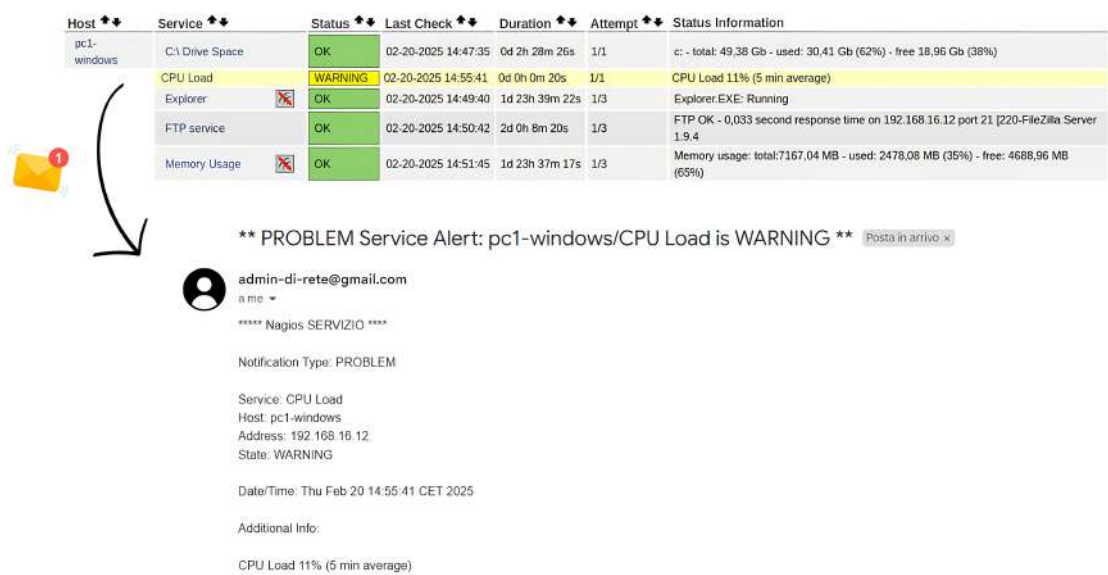 Host Service Status Last Check Duration Attempt Status Information
pc1-
windows
C:\ Drive Space OK 02-20-2025 14:47:35 0d 2h 28m 26s 1/1 c: - total: 49,38 Gb - used: 30,41 Gb (62%) - free 18,96 Gb (38%)
CPU Load WARNING 02-20-2025 14:55:41 0d 0h 0m 20s 1/1 CPU Load 11% (5 min average)
Explorer OK 02-20-2025 14:49:40 1d 23h 39m 22s 1/3 Explorer.EXE: Running
FTP service OK 02-20-2025 14:50:42 2d 0h 8m 20s 1/3 FTP OK - 0,033 second response time on 192.168.16.12 port 21 [220-FileZilla Server
1.9.4
Memory Usage OK 02-20-2025 14:51:45 1d 23h 37m 17s 1/3 Memory usage: total:7167,04 MB - used: 2478,08 MB (35%) - free: 4688,96 MB
(65%)
1
** PROBLEM Service Alert: pc1-windows/CPU Load is WARNING ** Posta in arrivo ×
admin-di-rete@gmail.com
a me
***** Nagios SERVIZIO ****
Notification Type: PROBLEM
Service: CPU Load
Host: pc1-windows
Address: 192.168.16.12
State: WARNING
Date/Time: Thu Feb 20 14:55:41 CET 2025
Additional Info:
CPU Load 11% (5 min average)